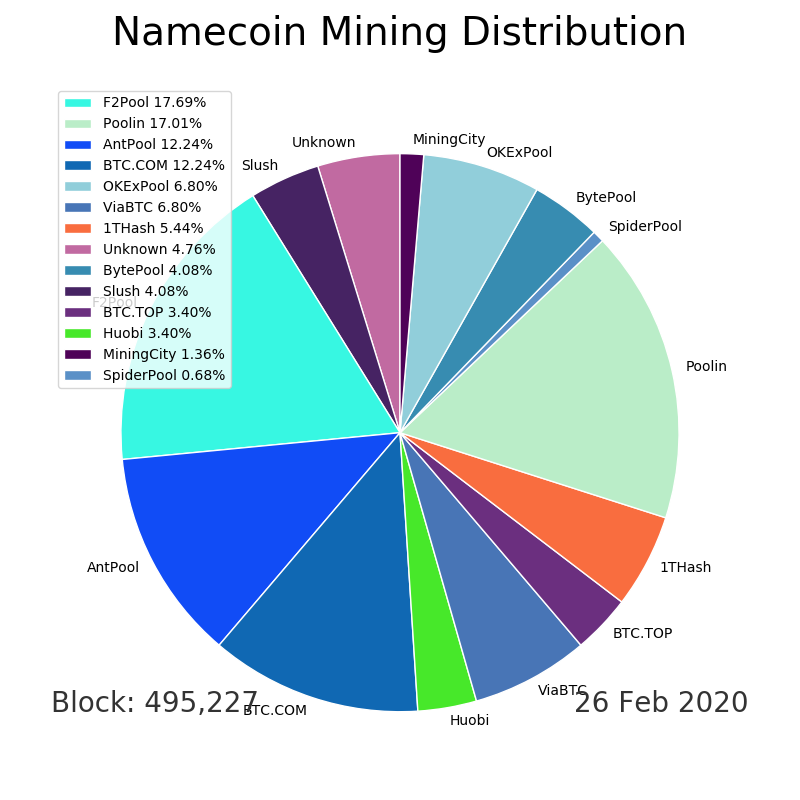 Namecoin Mining Distribution
F2Pool 17.69%
Poolin 17.01%
AntPool 12.24%
BTC.COM 12.24%
OKExPool 6.80%
ViaBTC 6.80%
1THash 5.44%
Unknown 4.76%
BytePool 4.08%
Slush 4.08%
BTC.TOP 3.40%
Huobi 3.40%
MiningCity 1.36%
SpiderPool 0.68%
MiningCity
OKExPool
BytePool
SpiderPool
Poolin
1THash
BTC.TOP
ViaBTC
Huobi
BTC.COM
AntPool
F2Pool
Slush
Unknown
Block: 495,227
26 Feb 2020